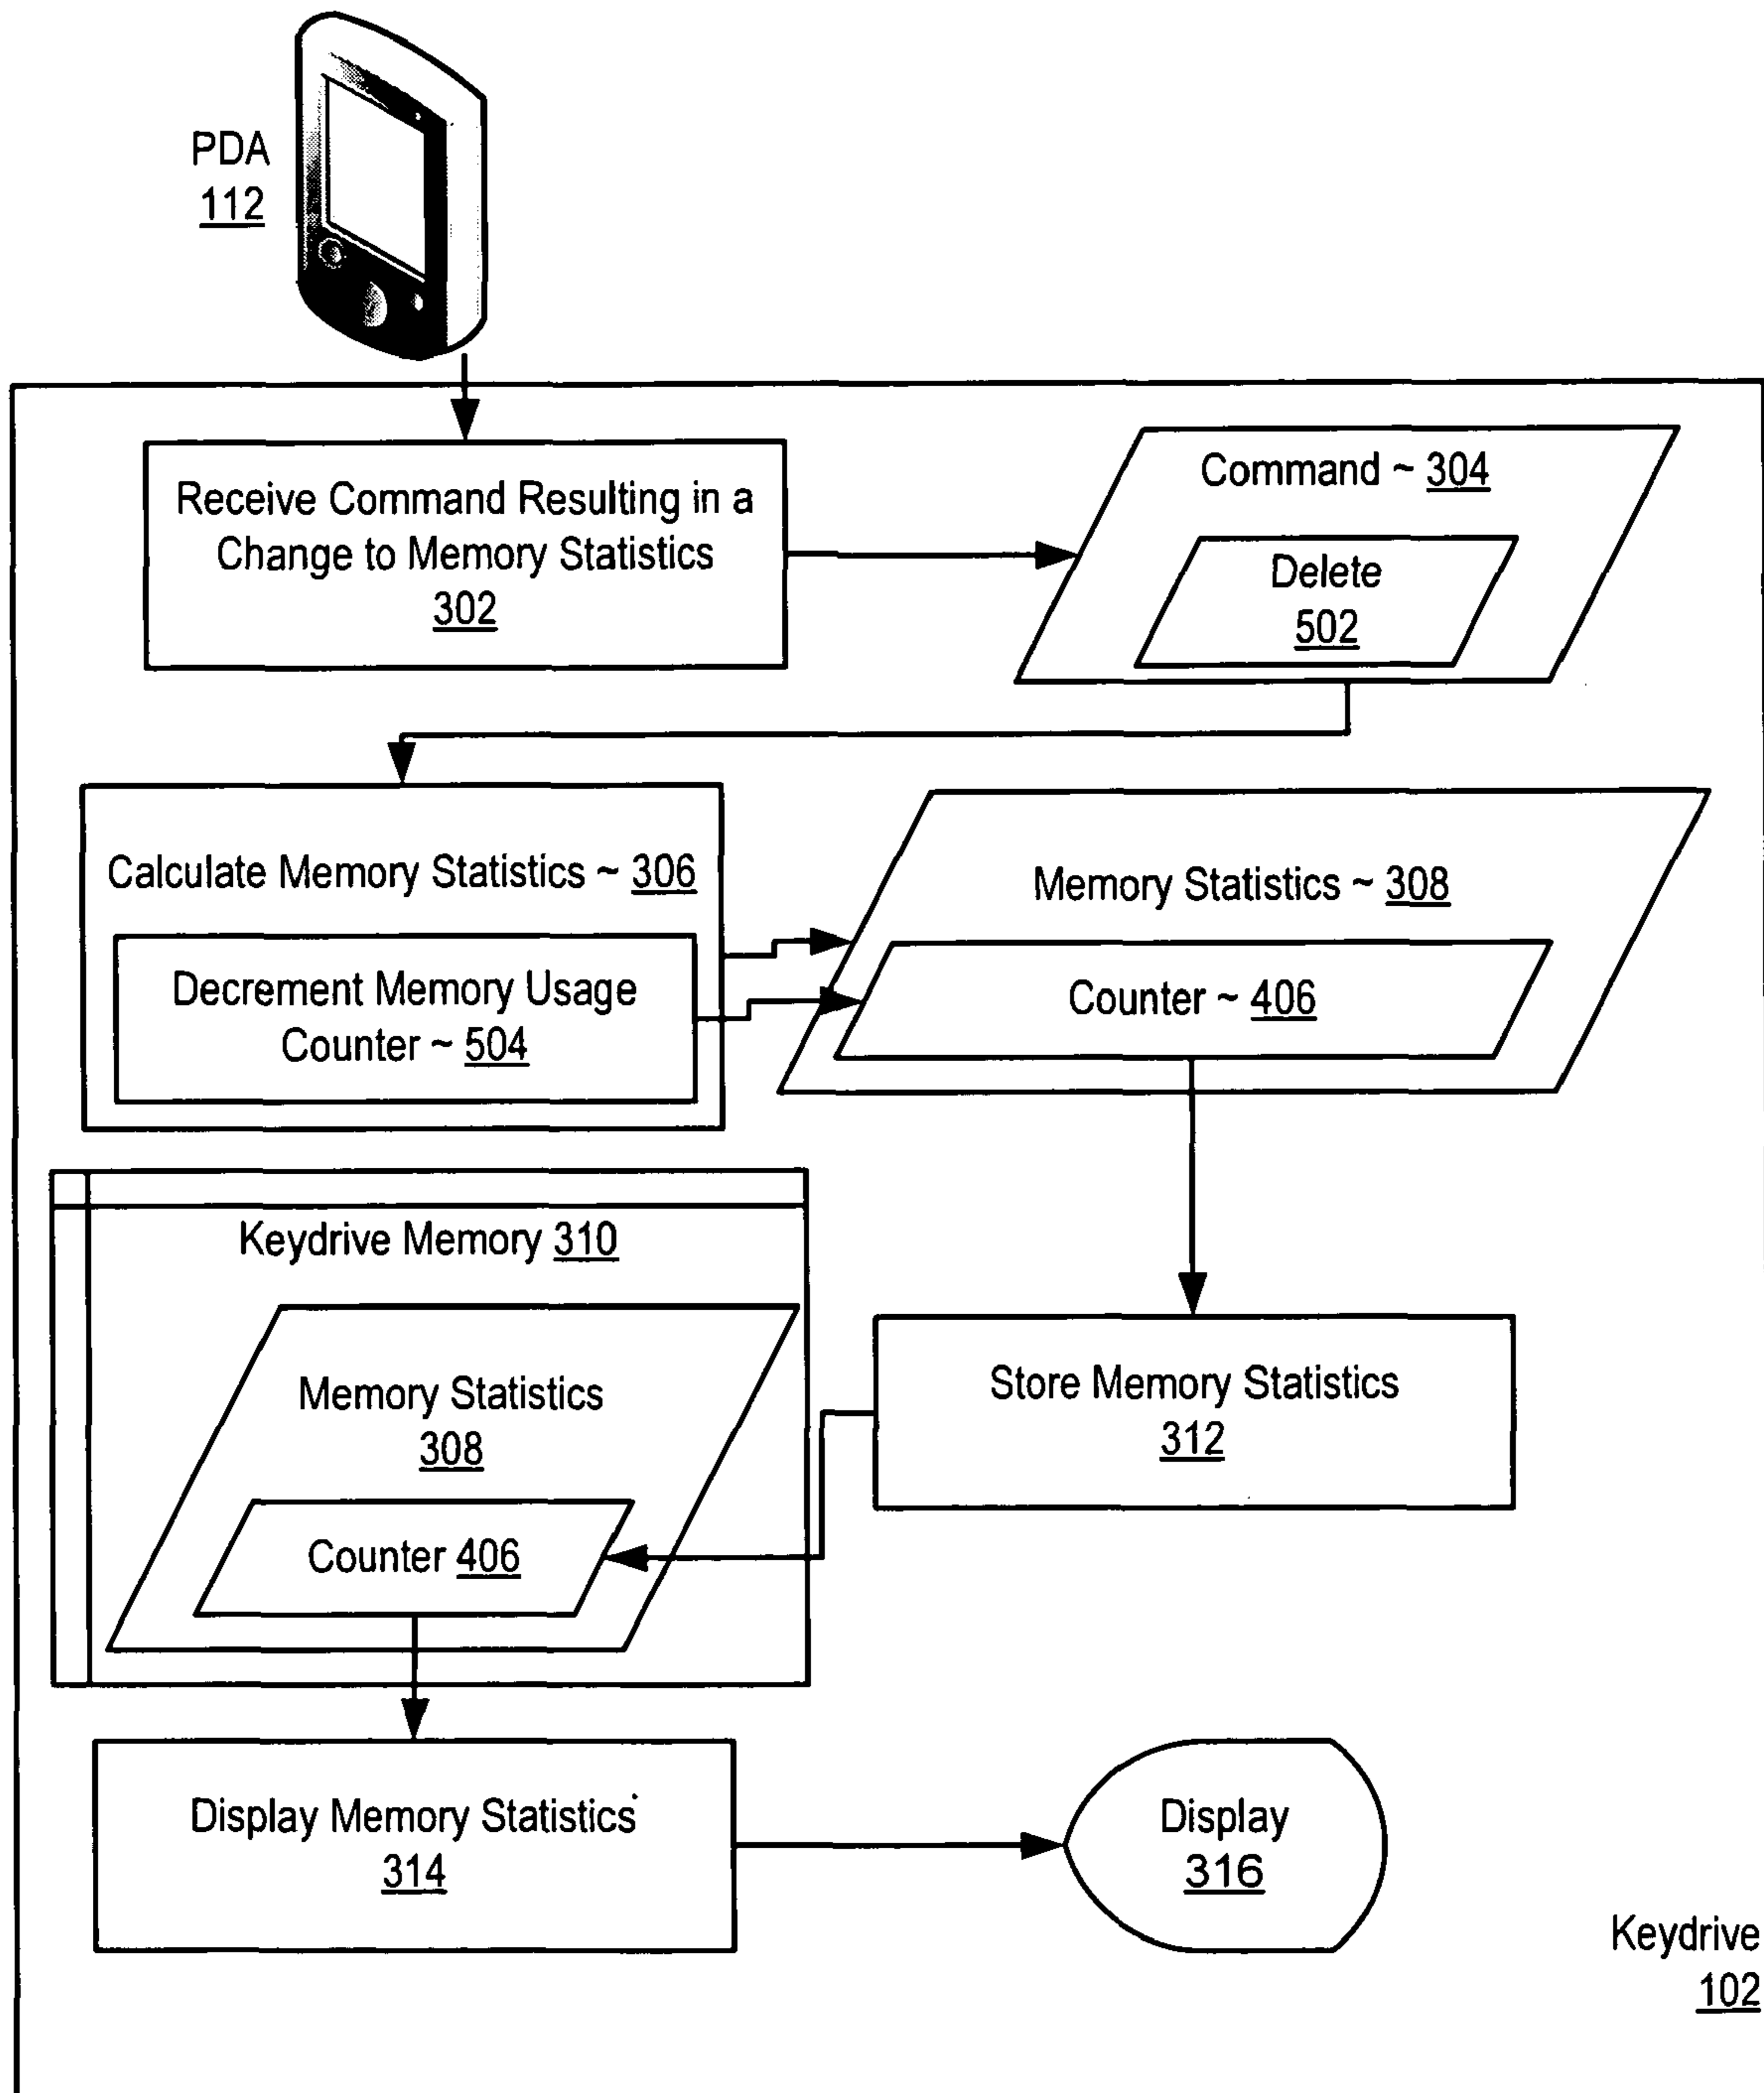 PDA
112
Receive Command Resulting in a
Change to Memory Statistics
302
Command ~ 304
Delete
502
Calculate Memory Statistics ~ 306
Decrement Memory Usage
Counter ~ 504
Memory Statistics ~ 308
Counter ~ 406
Keydrive Memory 310
Memory Statistics
308
Counter 406
Store Memory Statistics
312
Display Memory Statistics
314
Display
316
Keydrive
102